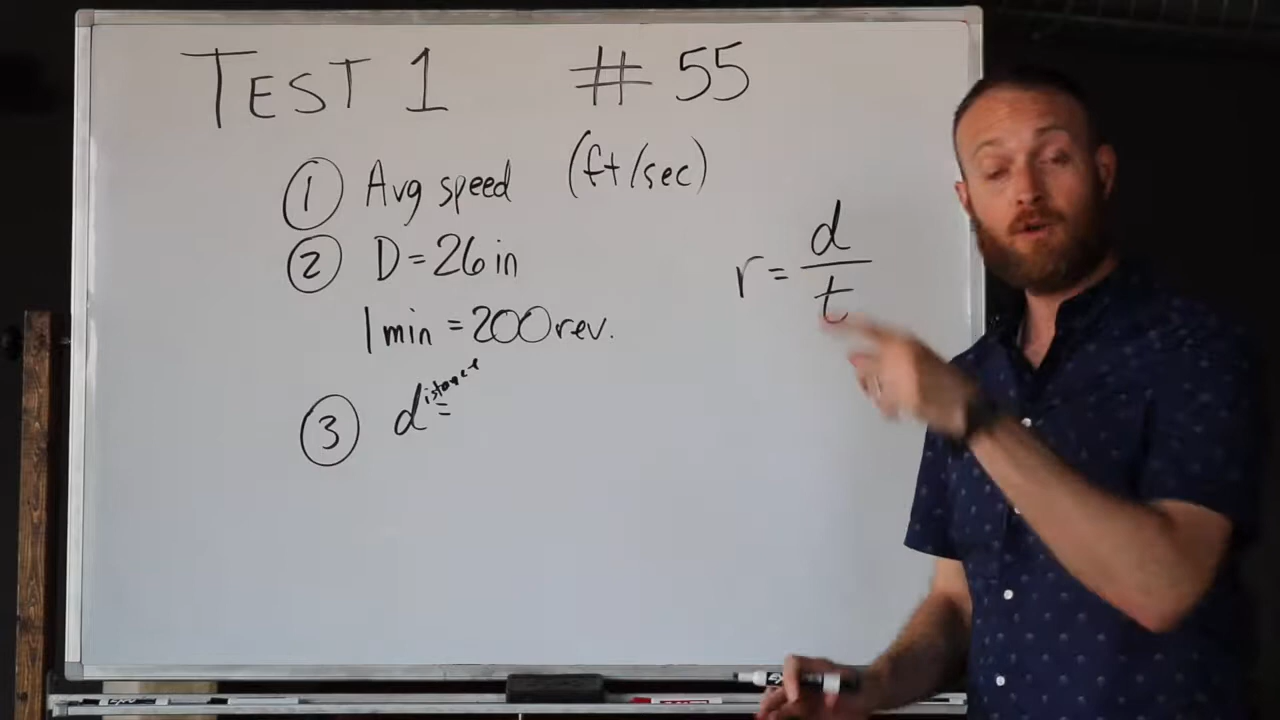 TEST 1 # 55
① Avg speed (ft/sec)
② D = 26 in
1 min = 200 rev.
③ distance =
r = d/t